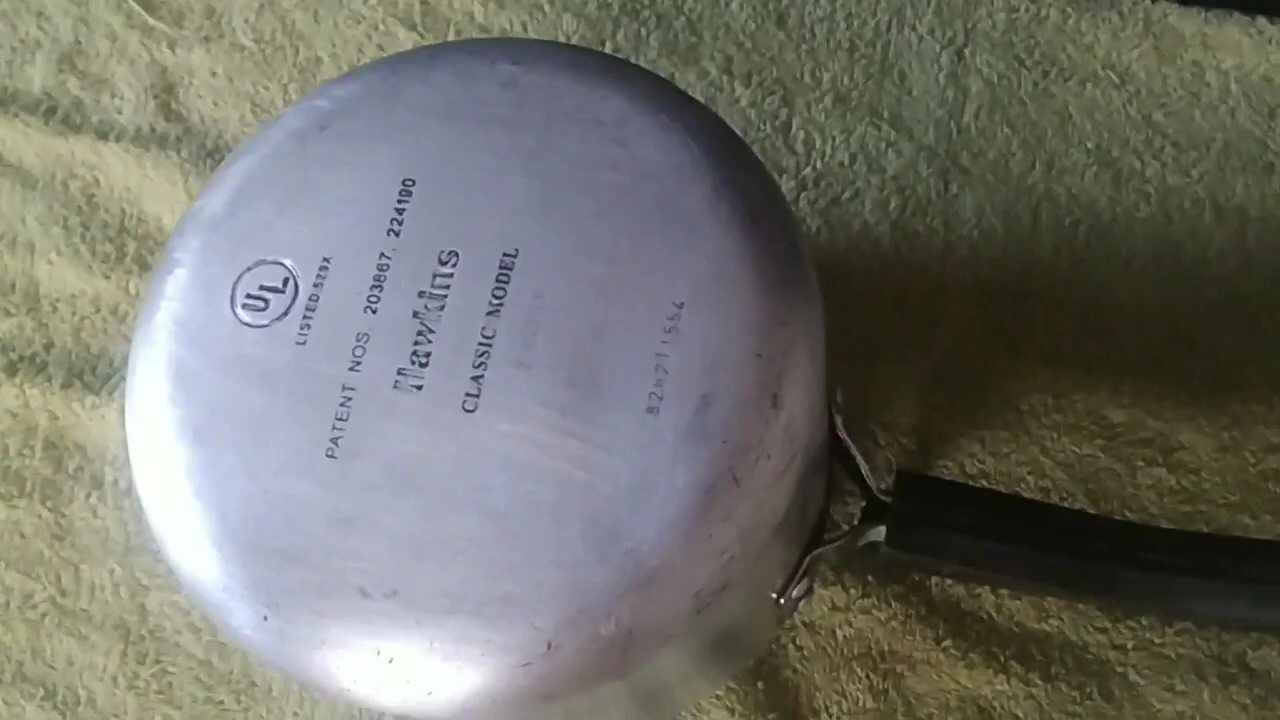 UL
LISTED 529X
PATENT NOS. 203867, 224190
Hawkins
CLASSIC MODEL